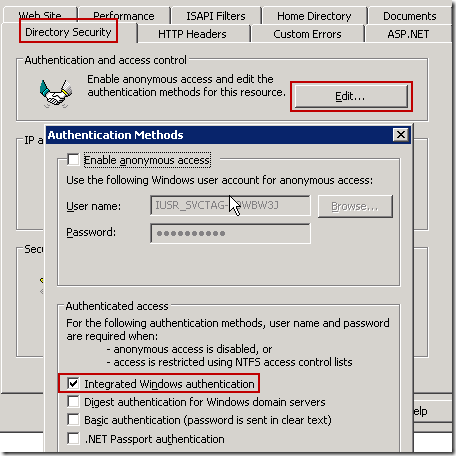 Web Site Performance ISAPI Filters Home Directory Documents
Directory Security HTTP Headers Custom Errors ASP.NET
Authentication and access control
Enable anonymous access and edit the
authentication methods for this resource.
Edit...
IP a
Authentication Methods
Enable anonymous access
Use the following Windows user account for anonymous access:
User name:
Browse...
Password: ●●●●●●●●●●
Secu
Authenticated access
For the following authentication methods, user name and password
are required when:
- anonymous access is disabled, or
- access is restricted using NTFS access control lists
Integrated Windows authentication
Digest authentication for Windows domain servers
Basic authentication (password is sent in clear text)
.NET Passport authentication
elp